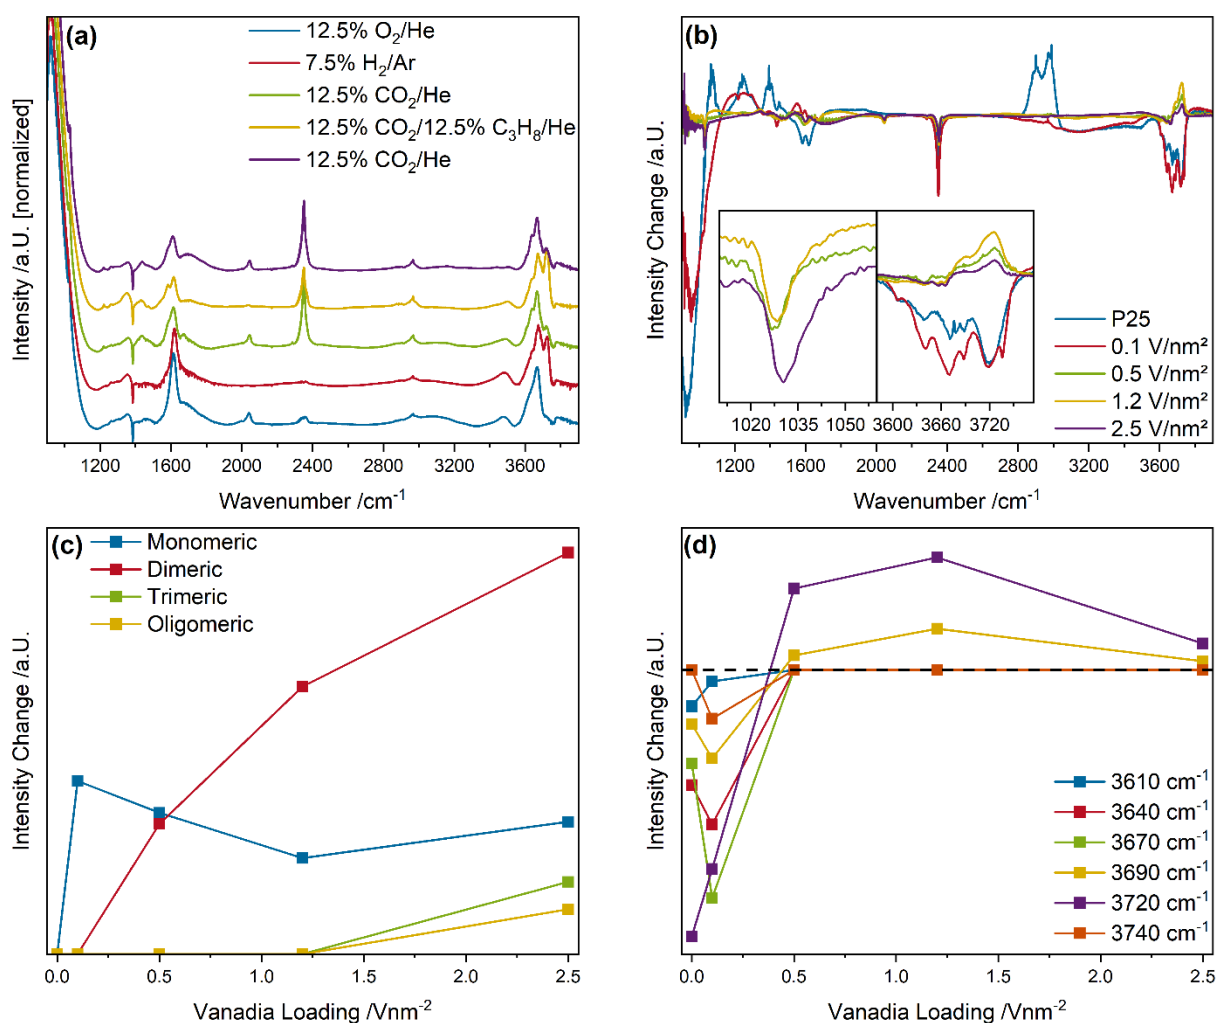 (a)
12.5% O₂/He
7.5% H₂/Ar
12.5% CO₂/He
12.5% CO₂/12.5% C₃H₈/He
12.5% CO₂/He
Intensity /a.U. [normalized]
1200 1600 2000 2400 2800 3200 3600
Wavenumber /cm⁻¹
(b)
Intensity Change /a.U.
1020 1035 1050 3600 3660 3720
P25
0.1 V/nm²
0.5 V/nm²
1.2 V/nm²
2.5 V/nm²
1200 1600 2000 2400 2800 3200 3600
Wavenumber /cm⁻¹
(c)
Monomeric
Dimeric
Trimeric
Oligomeric
Intensity Change /a.U.
0.0 0.5 1.0 1.5 2.0 2.5
Vanadia Loading /Vnm⁻²
(d)
Intensity Change /a.U.
3610 cm⁻¹
3640 cm⁻¹
3670 cm⁻¹
3690 cm⁻¹
3720 cm⁻¹
3740 cm⁻¹
0.0 0.5 1.0 1.5 2.0 2.5
Vanadia Loading /Vnm⁻²